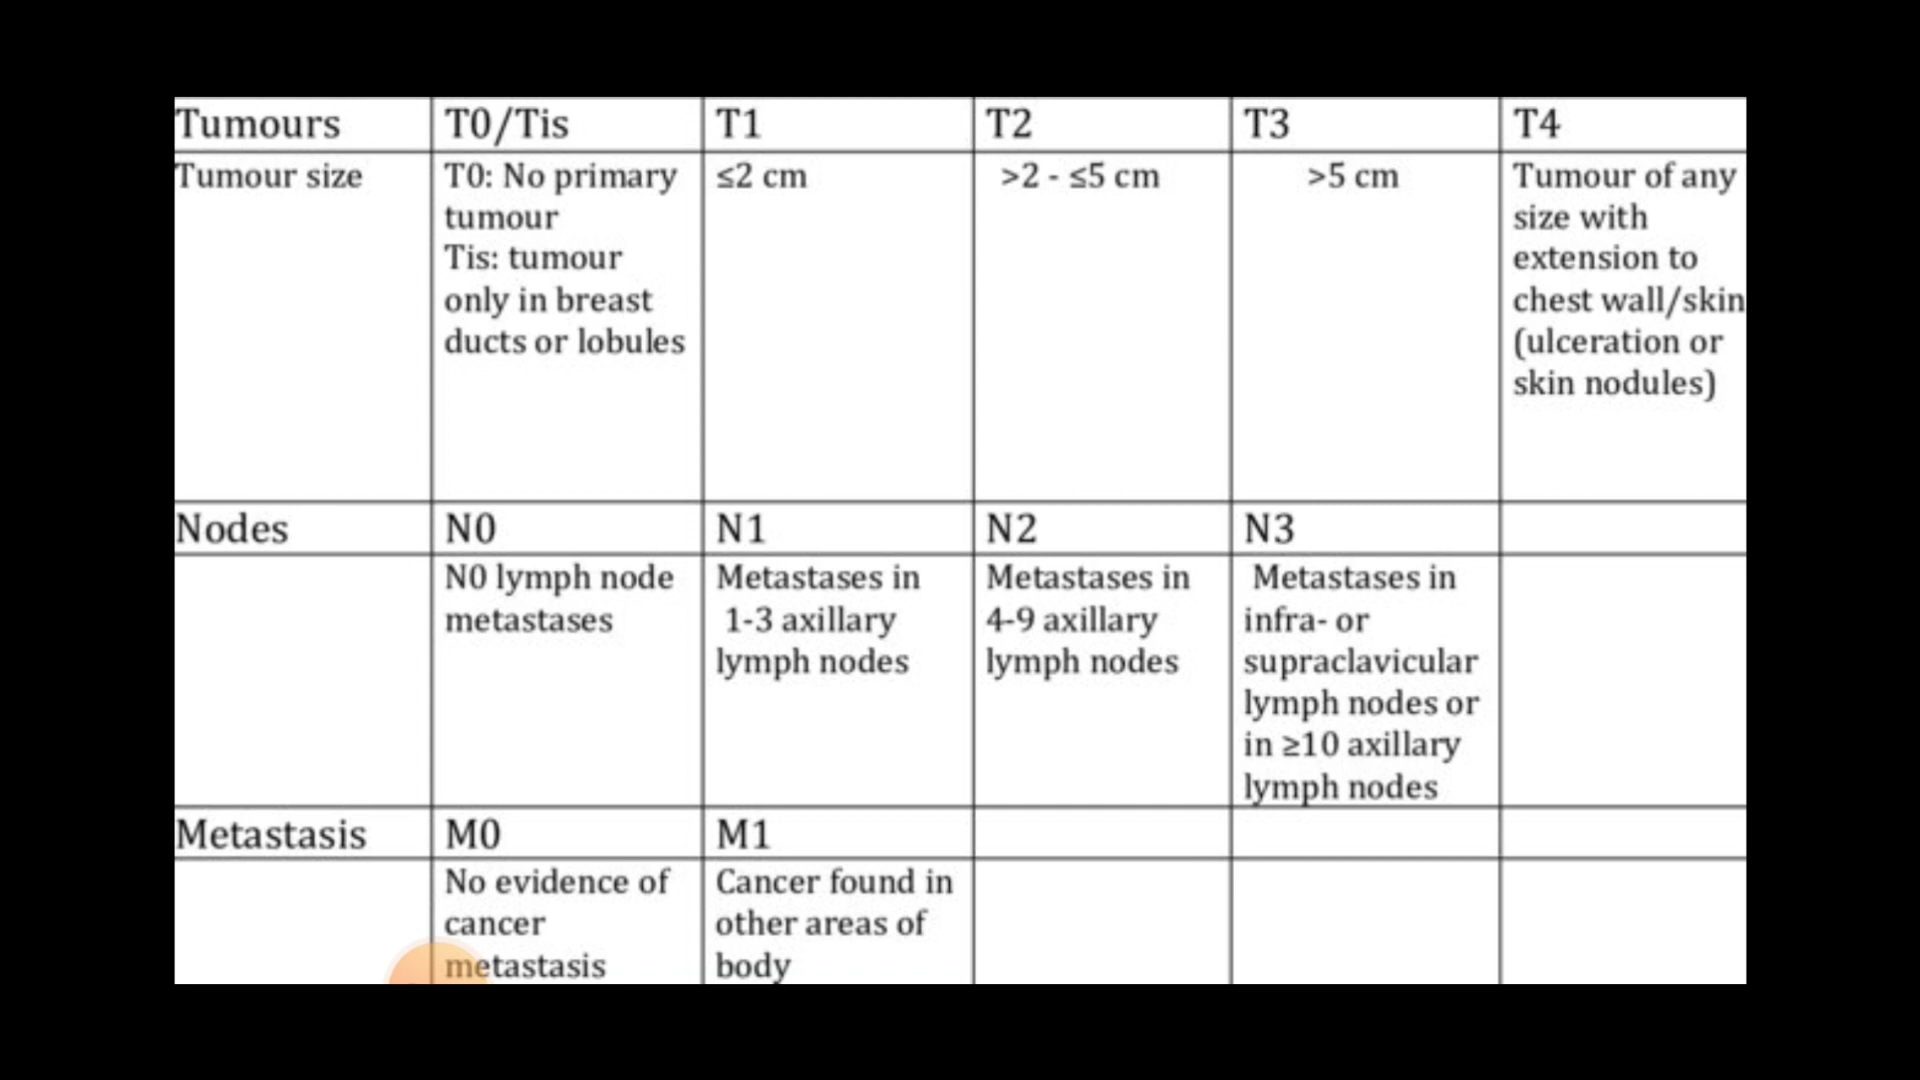 Tumours T0/Tis T1 T2 T3 T4
Tumour size T0: No primary ≤2 cm >2 - ≤5 cm >5 cm Tumour of any
tumour size with
Tis: tumour extension to
only in breast chest wall/skin
ducts or lobules (ulceration or
skin nodules)
Nodes N0 N1 N2 N3
N0 lymph node Metastases in Metastases in Metastases in
metastases 1-3 axillary 4-9 axillary infra- or
lymph nodes lymph nodes supraclavicular
lymph nodes or
in ≥10 axillary
lymph nodes
Metastasis M0 M1
No evidence of Cancer found in
cancer other areas of
metastasis body